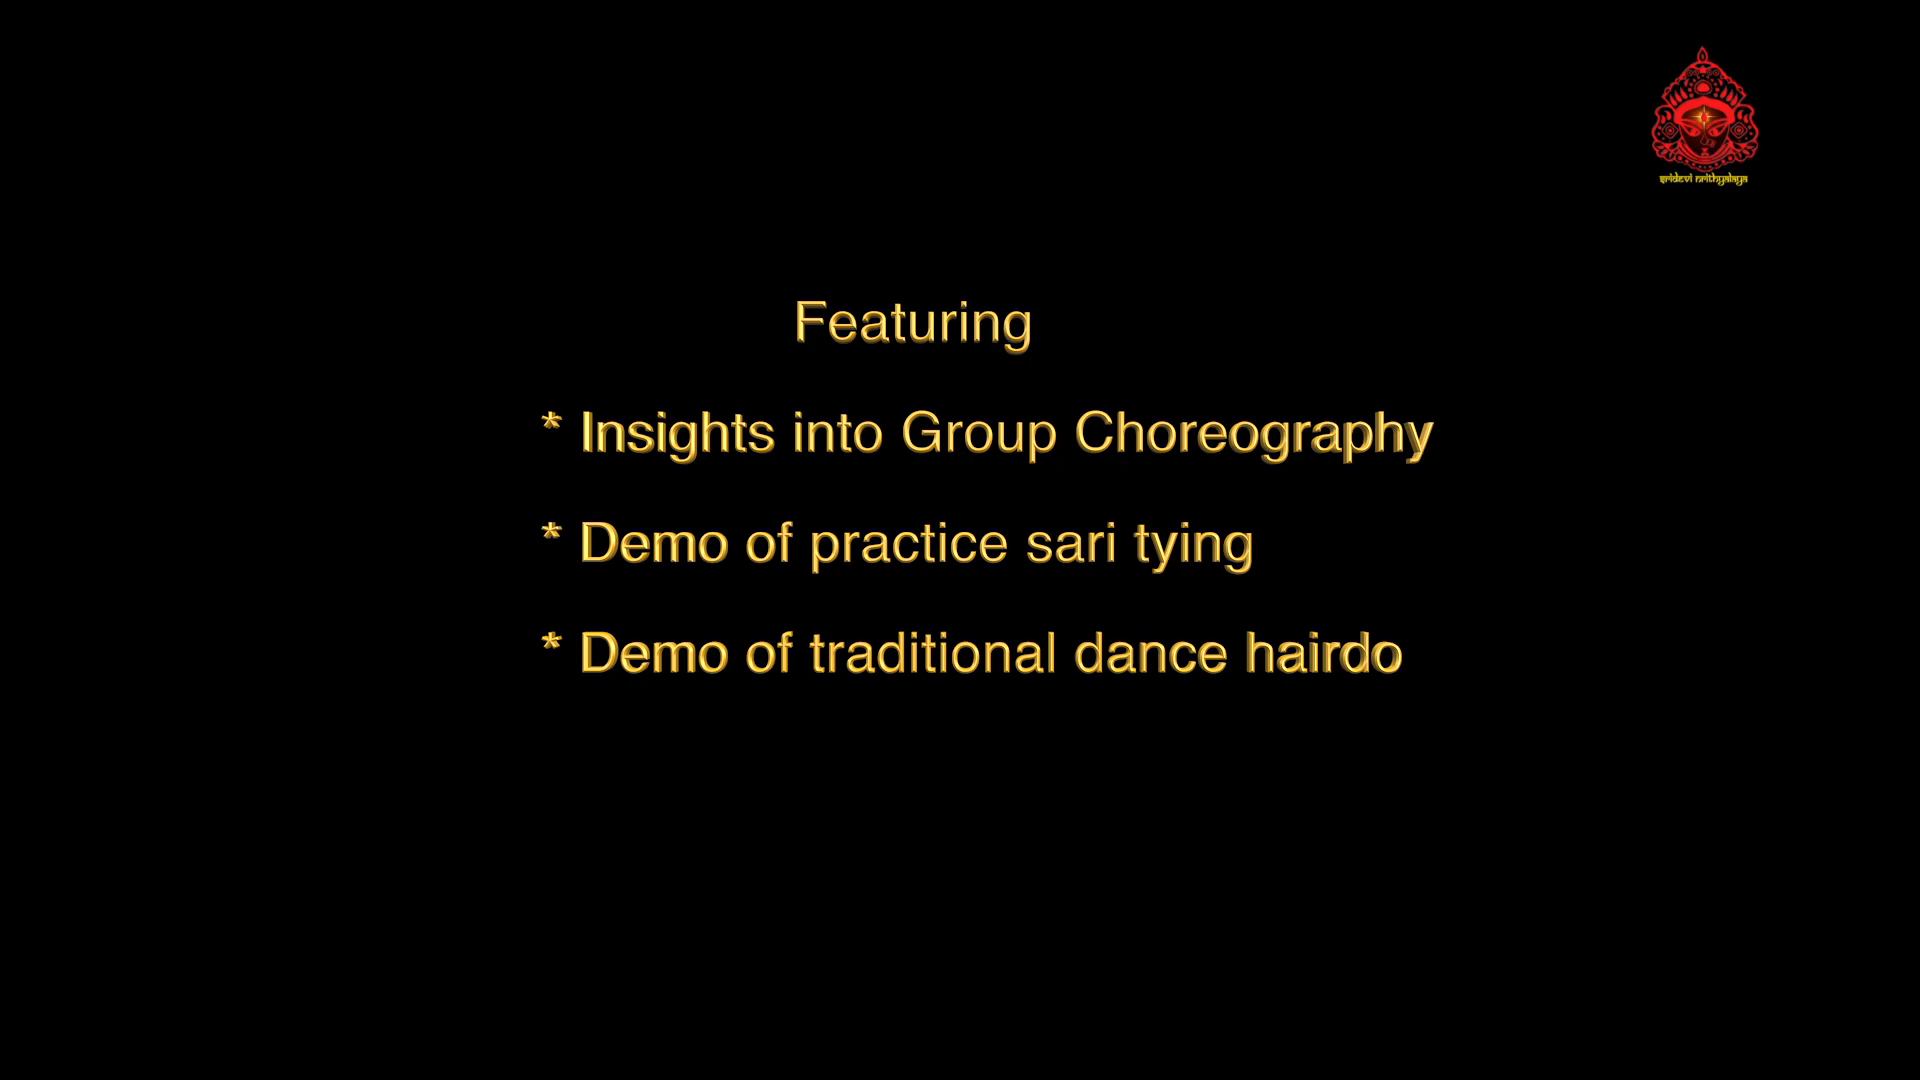 sridevi nrithyalaya
Featuring
* Insights into Group Choreography
* Demo of practice sari tying
* Demo of traditional dance hairdo